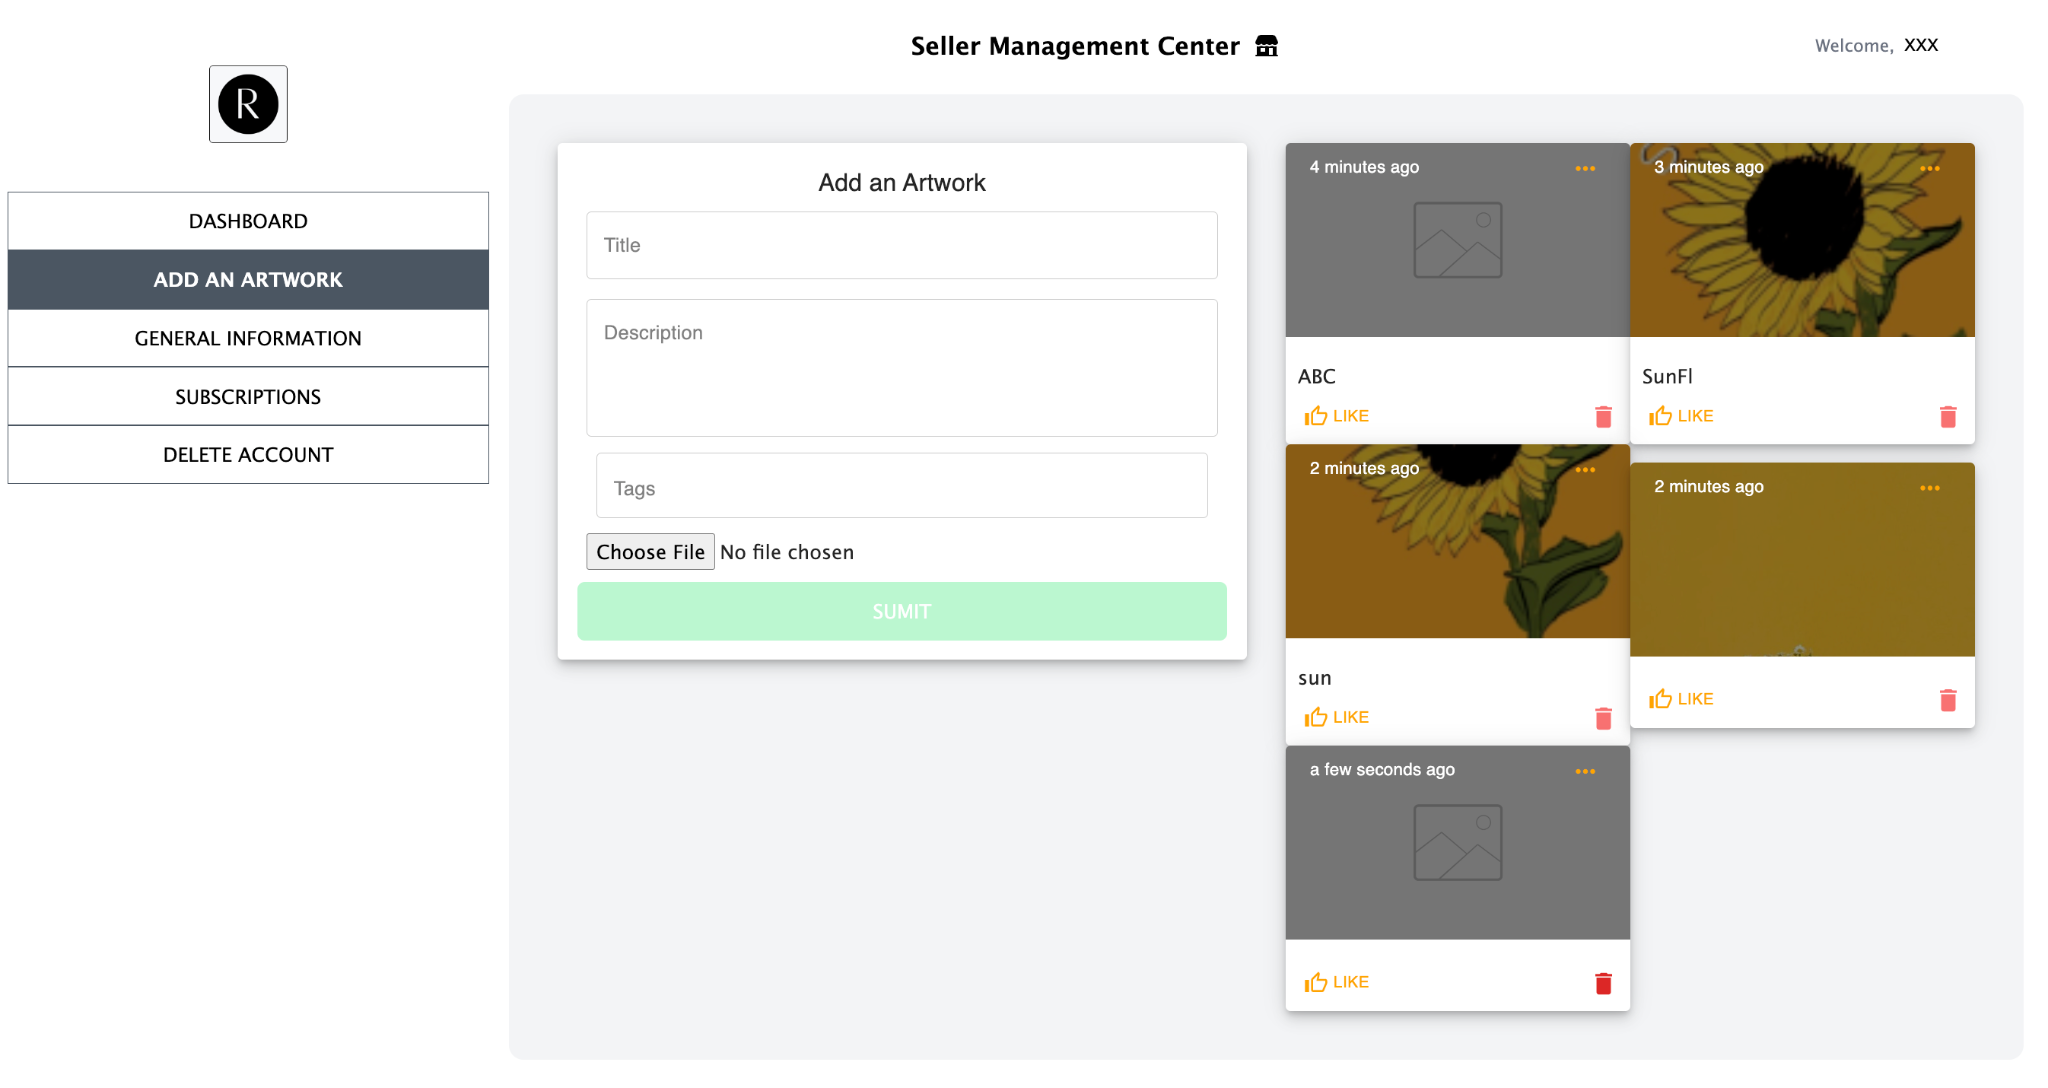 Seller Management Center
Welcome, XXX
R
DASHBOARD
ADD AN ARTWORK
GENERAL INFORMATION
SUBSCRIPTIONS
DELETE ACCOUNT
Add an Artwork
Title
Description
Tags
Choose File No file chosen
SUMIT
4 minutes ago
ABC
LIKE
3 minutes ago
SunFl
LIKE
2 minutes ago
sun
LIKE
2 minutes ago
LIKE
a few seconds ago
LIKE